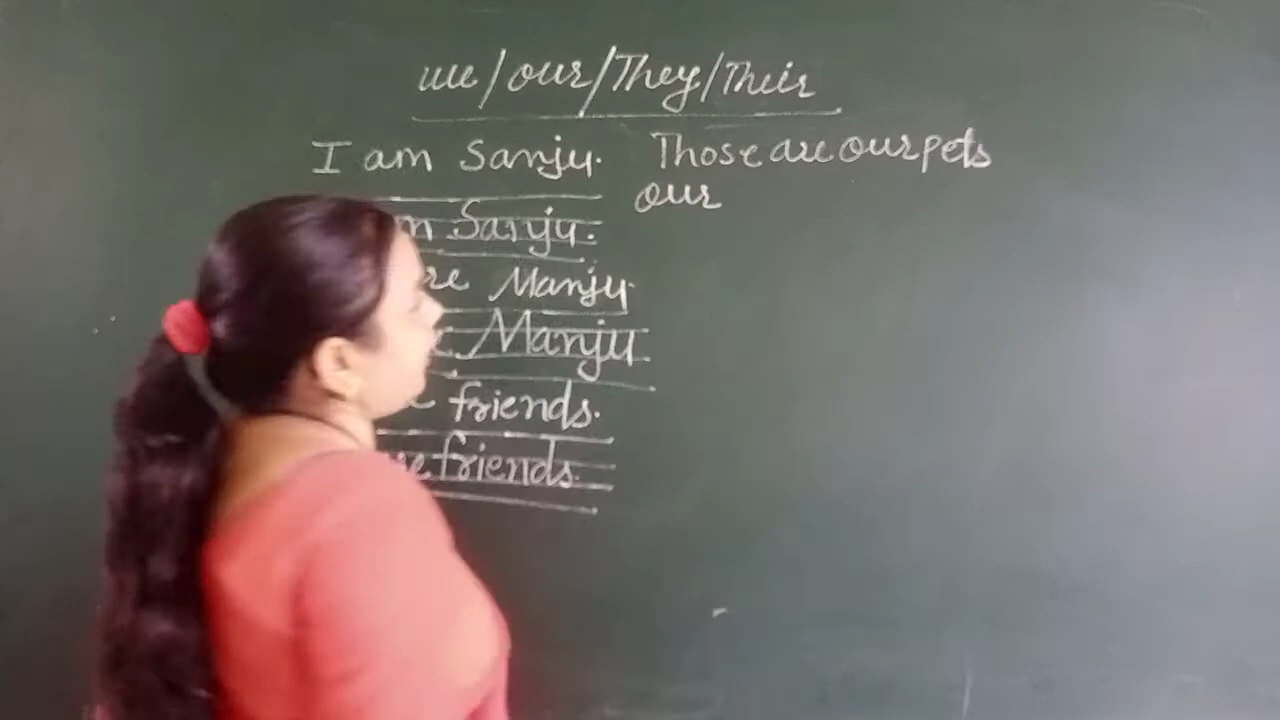 we/our/They/Their
I am Sanju.
Sanju.
Manju.
Manju
friends.
friends.
Those are our pets
our